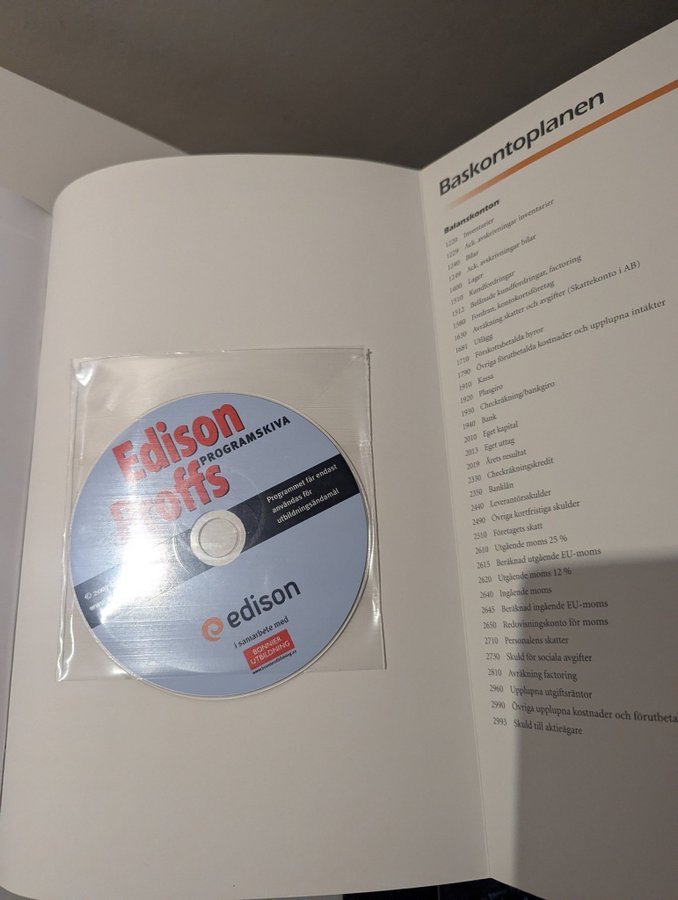 Edison
Proffs
PROGRAMSKIVA
Programmet får endast
användas för
utbildningsändamål
edison
i samarbete med
BONNIER
UTBILDNING
Baskontoplanen
Balanskonton
1220 Inventarier
1229 Ack. avskrivningar inventarier
1240 Bilar
1249 Ack. avskrivningar bilar
1400 Lager
1510 Kundfordringar
1512 Belånade kundfordringar, factoring
1580 Fordran, kontokortsföretag
1630 Avräkning skatter och avgifter (Skattekonto i AB)
1681 Utlägg
1710 Förskottsbetalda hyror
1790 Övriga förutbetalda kostnader och upplupna intäkter
1910 Kassa
1920 Plusgiro
1930 Checkräkning/bankgiro
1940 Bank
2010 Eget kapital
2013 Eget uttag
2019 Årets resultat
2330 Checkräkningskredit
2350 Banklån
2440 Leverantörsskulder
2490 Övriga kortfristiga skulder
2510 Företagets skatt
2610 Utgående moms 25 %
2615 Beräknad utgående EU-moms
2620 Utgående moms 12 %
2640 Ingående moms
2645 Beräknad ingående EU-moms
2650 Redovisningskonto för moms
2710 Personalens skatter
2730 Skuld för sociala avgifter
2810 Avräkning factoring
2960 Upplupna utgiftsräntor
2990 Övriga upplupna kostnader och förutbeta
2993 Skuld till aktieägare